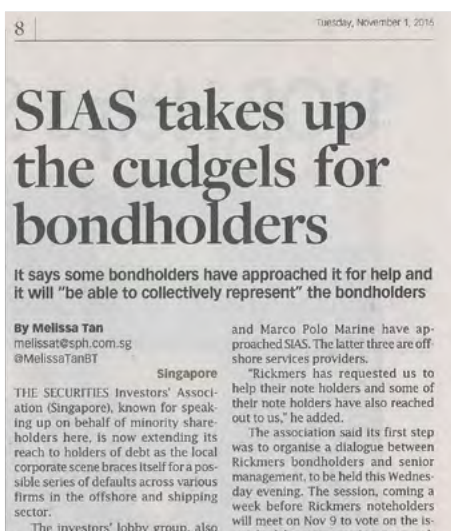 8
Tuesday, November 1, 2016
SIAS takes up
the cudgels for
bondholders
It says some bondholders have approached it for help and
it will "be able to collectively represent" the bondholders
By Melissa Tan
melissat@sph.com.sg
@MelissaTanBT
Singapore
THE SECURITIES Investors' Associ-
ation (Singapore), known for speak-
ing up on behalf of minority share-
holders here, is now extending its
reach to holders of debt as the local
corporate scene braces itself for a pos-
sible series of defaults across various
firms in the offshore and shipping
sector.
The investors' lobby group, also
and Marco Polo Marine have ap-
proached SIAS. The latter three are off-
shore services providers.
"Rickmers has requested us to
help their note holders and some of
their note holders have also reached
out to us," he added.
The association said its first step
was to organise a dialogue between
Rickmers bondholders and senior
management, to be held this Wednes-
day evening. The session, coming a
week before Rickmers noteholders
will meet on Nov 9 to vote on the is-